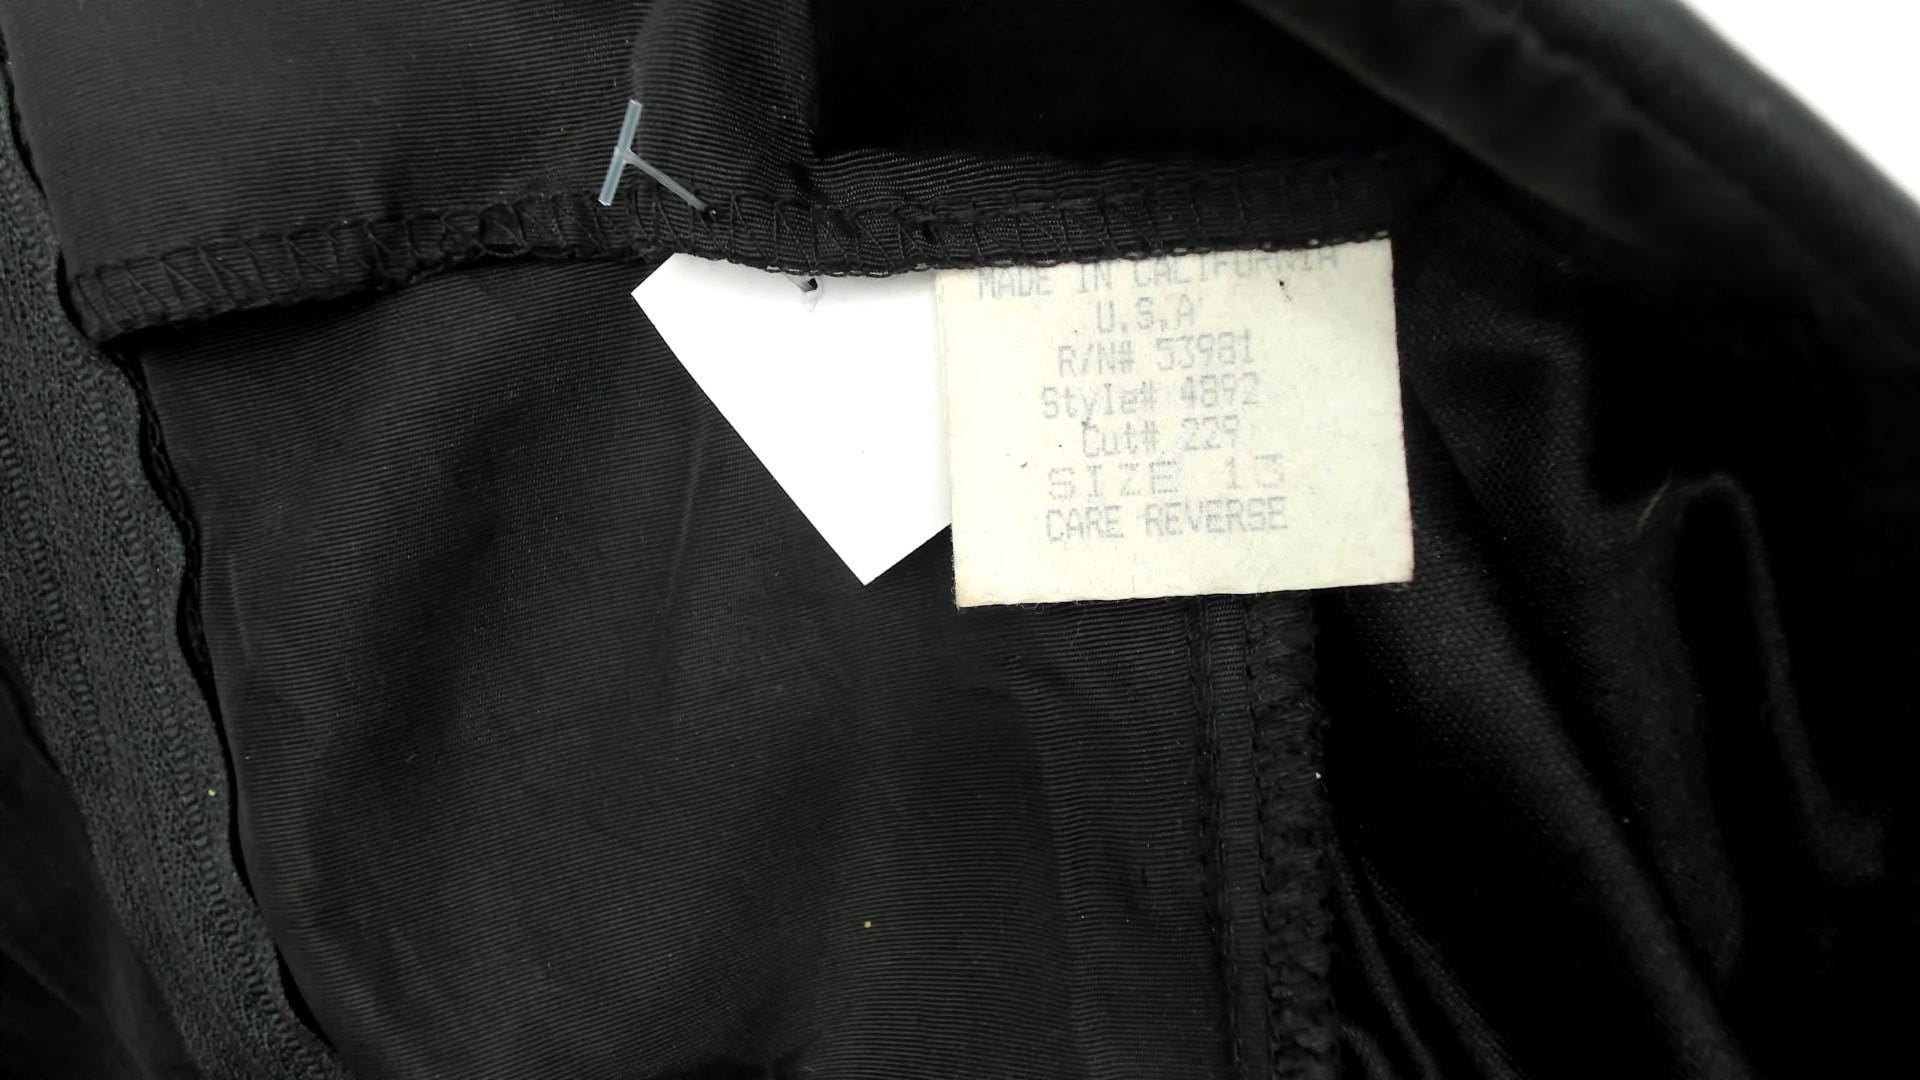 MADE IN CALIFORNIA
U.S.A
R/N# 53981
Style# 4892
Cut# 229
SIZE 13
CARE REVERSE